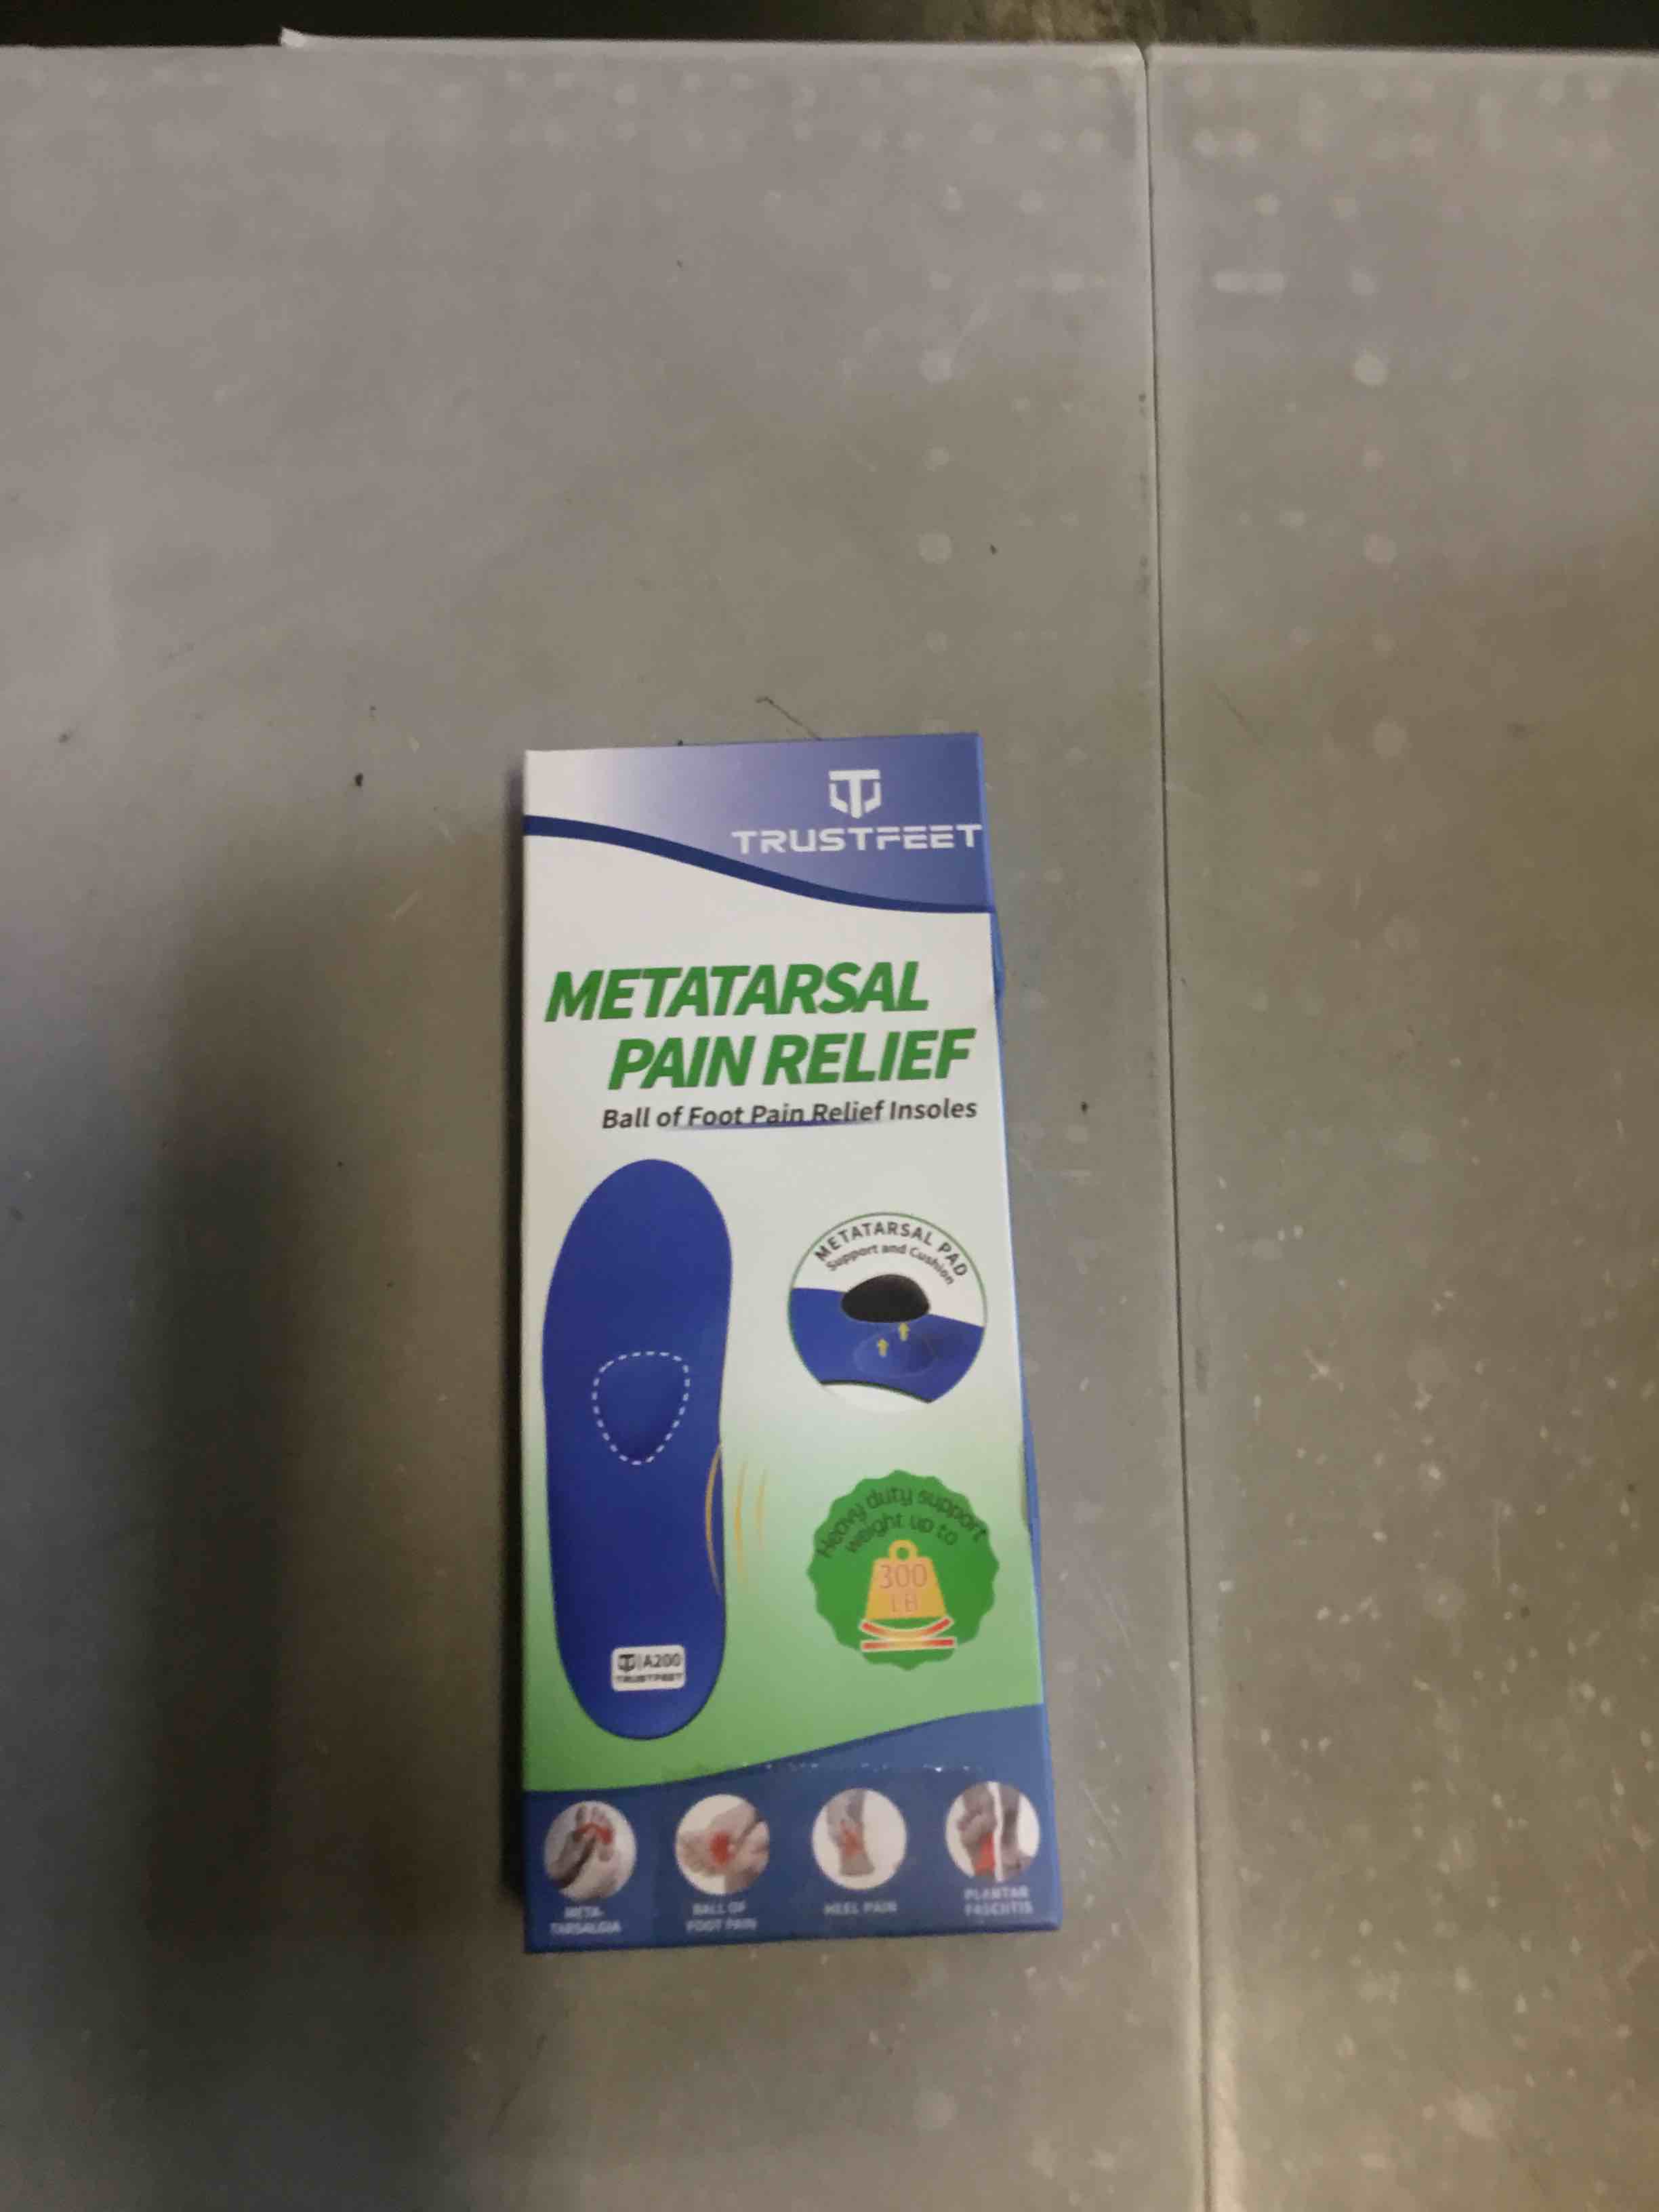 TRUSTFEET
METATARSAL
PAIN RELIEF
Ball of Foot Pain Relief Insoles
METATARSAL PAD
Support and Cushion
Heavy duty support
weight up to
300
LB
A200
TRUSTFEET
META-
TARSALGIA
BALL OF
FOOT PAIN
HEEL PAIN
PLANTAR
FASCIITIS